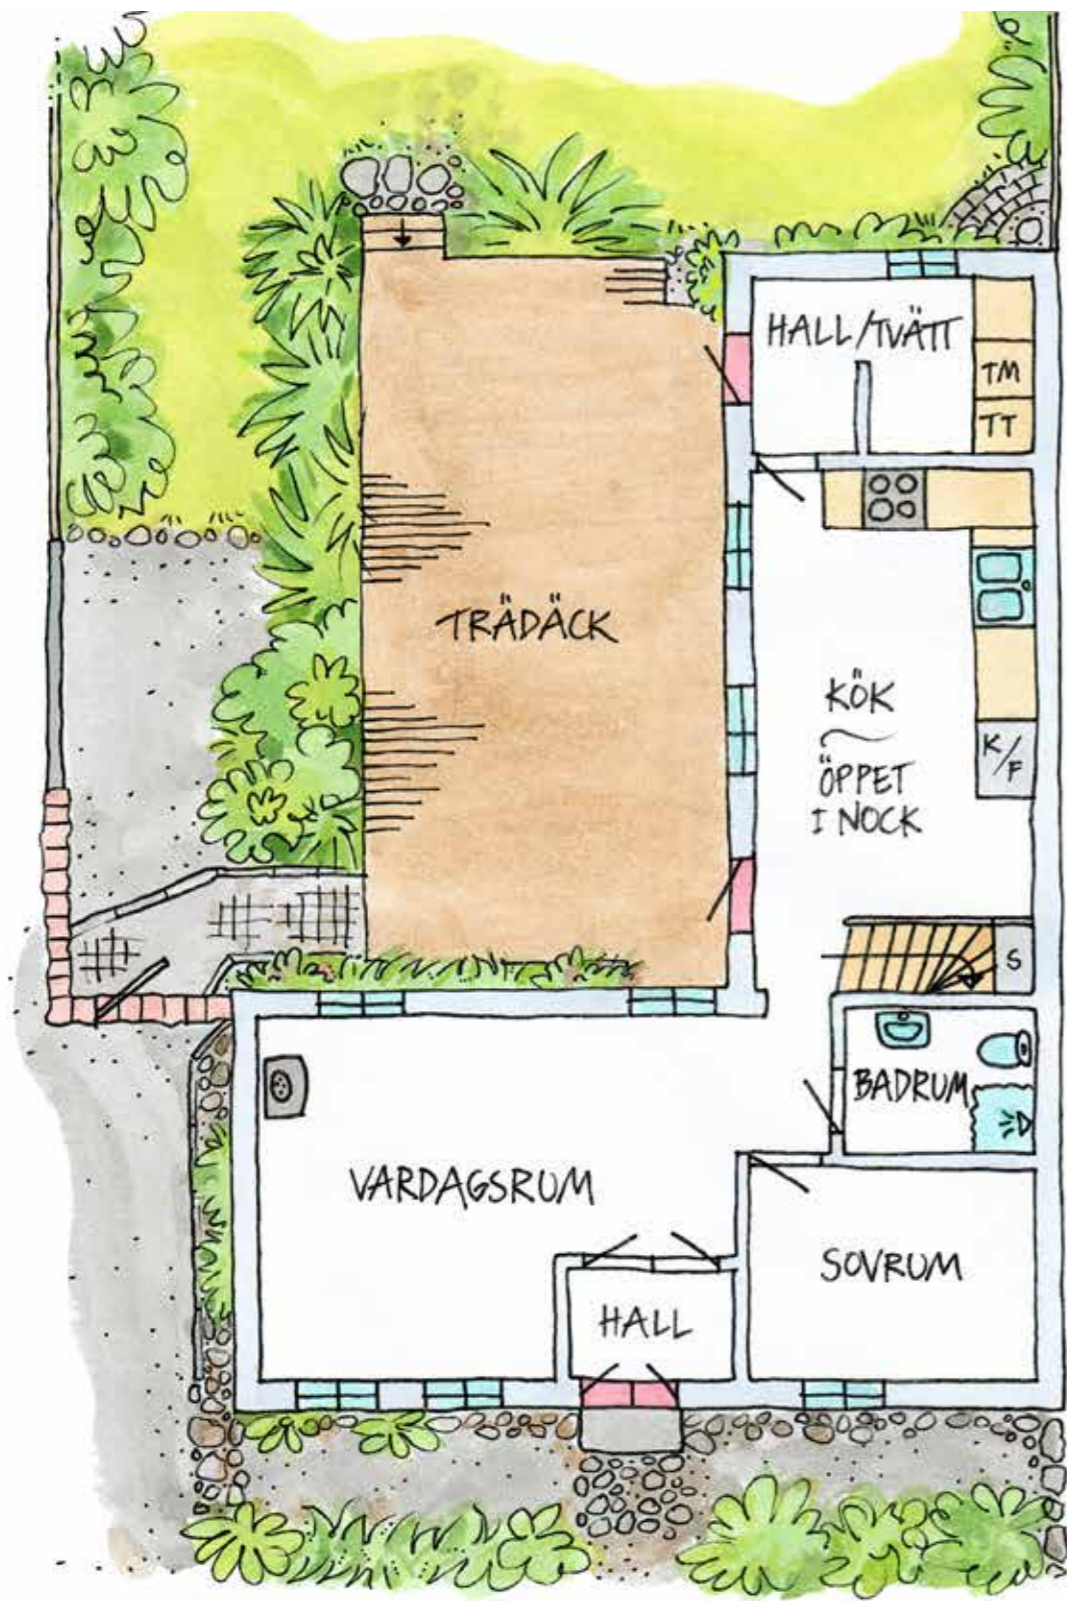 HALL/TVÄTT
TM
TT
TRÄDÄCK
KÖK
ÖPPET
I NOCK
K/F
S
BADRUM
VARDAGSRUM
SOVRUM
HALL